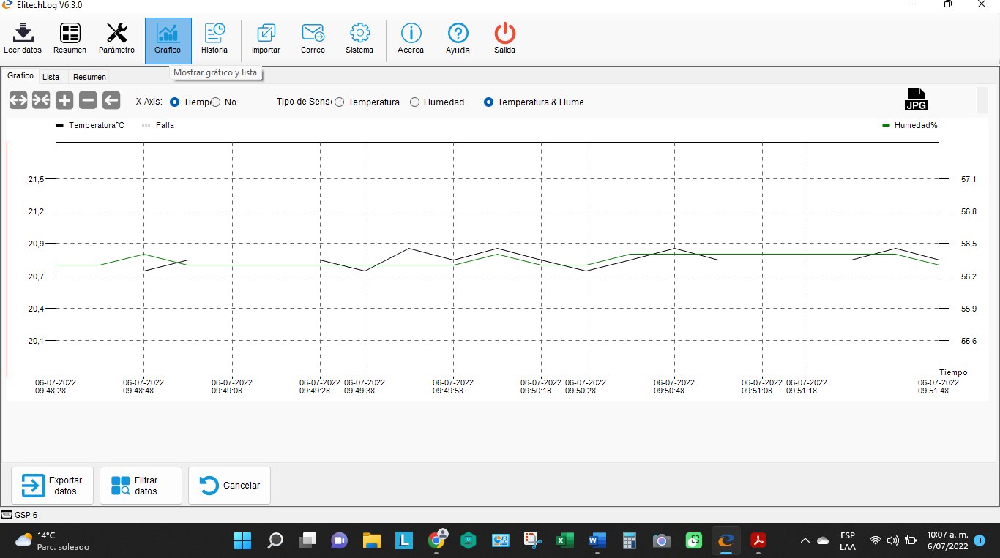 ElitechLog V6.3.0
Leer datos
Resumen
Parámetro
Grafico
Historia
Importar
Correo
Sistema
Acerca
Ayuda
Salida
Mostrar gráfico y lista
Grafico
Lista
Resumen
X-Axis:
Tiempo
No.
Tipo de Senso
Temperatura
Humedad
Temperatura & Hume
JPG
Temperatura°C
Falla
Humedad%
21,5
21,2
20,9
20,7
20,4
20,1
57,1
56,8
56,5
56,2
55,9
55,6
Tiempo
06-07-2022
09:48:28
06-07-2022
09:48:48
06-07-2022
09:49:08
06-07-2022
09:49:28
06-07-2022
09:49:38
06-07-2022
09:49:58
06-07-2022
09:50:18
06-07-2022
09:50:28
06-07-2022
09:50:48
06-07-2022
09:51:08
06-07-2022
09:51:18
06-07-2022
09:51:48
Exportar
datos
Filtrar
datos
Cancelar
GSP-6
14°C
Parc. soleado
ESP
LAA
10:07 a. m.
6/07/2022
3